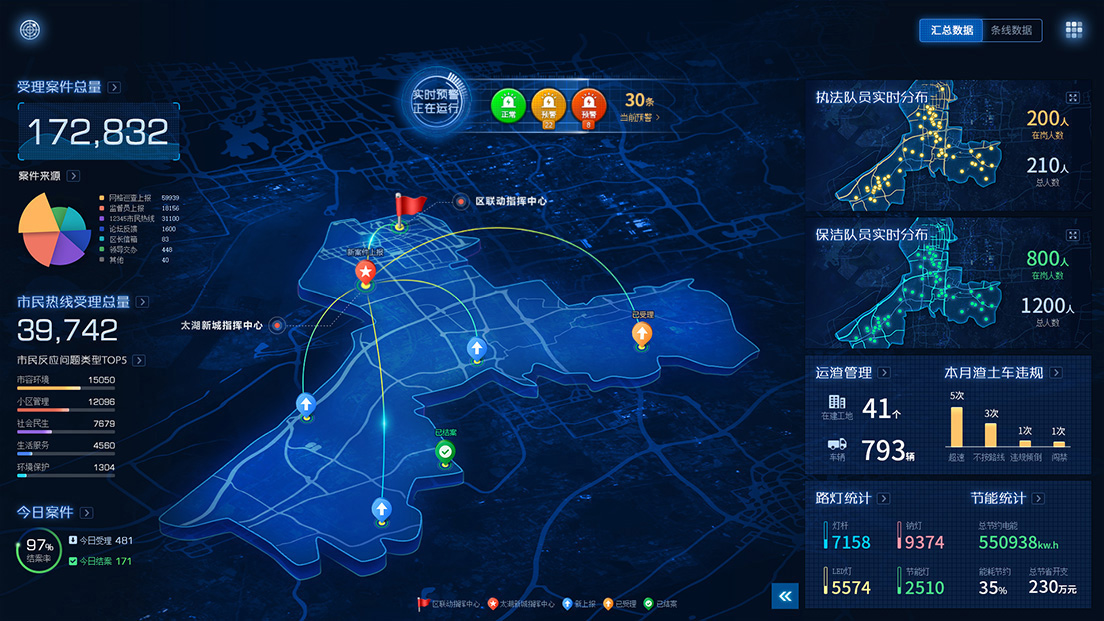 汇总数据
条线数据
受理案件总量
172,832
案件来源
网格巡查上报 59939
监督员上报 18156
12345市民热线 31100
论坛反馈 1600
区长信箱 83
领导交办 448
其他 40
市民热线受理总量
39,742
市民反应问题类型TOP5
市容环境 15050
小区管理 12096
社会民生 7679
生活服务 4560
环境保护 1304
今日案件
97%
结案率
今日受理 481
今日结案 171
实时预警
正在运行
正常
预警
22
预警
8
30条
当前预警
区联动指挥中心
新案件上报
太湖新城指挥中心
已受理
已结案
区联动指挥中心
太湖新城指挥中心
新上报
已受理
已结案
执法队员实时分布
200人
在岗人数
210人
总人数
保洁队员实时分布
800人
在岗人数
1200人
总人数
运渣管理
在建工地
41个
车辆
793辆
本月渣土车违规
5次
3次
1次
1次
超速
不按路线
违规倾倒
闯禁
路灯统计
灯杆
7158
钠灯
9374
LED灯
5574
节能灯
2510
节能统计
总节约电能
550938kw.h
能耗节约
35%
总节省开支
230万元